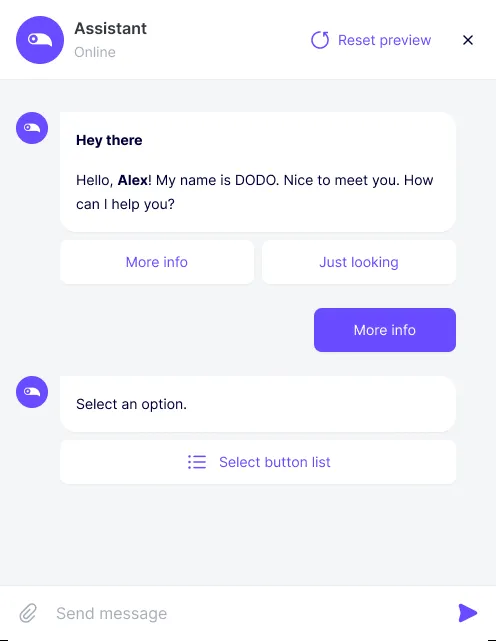 Assistant
Online
Reset preview
Hey there
Hello, Alex! My name is DODO. Nice to meet you. How
can I help you?
More info
Just looking
More info
Select an option.
Select button list
Send message